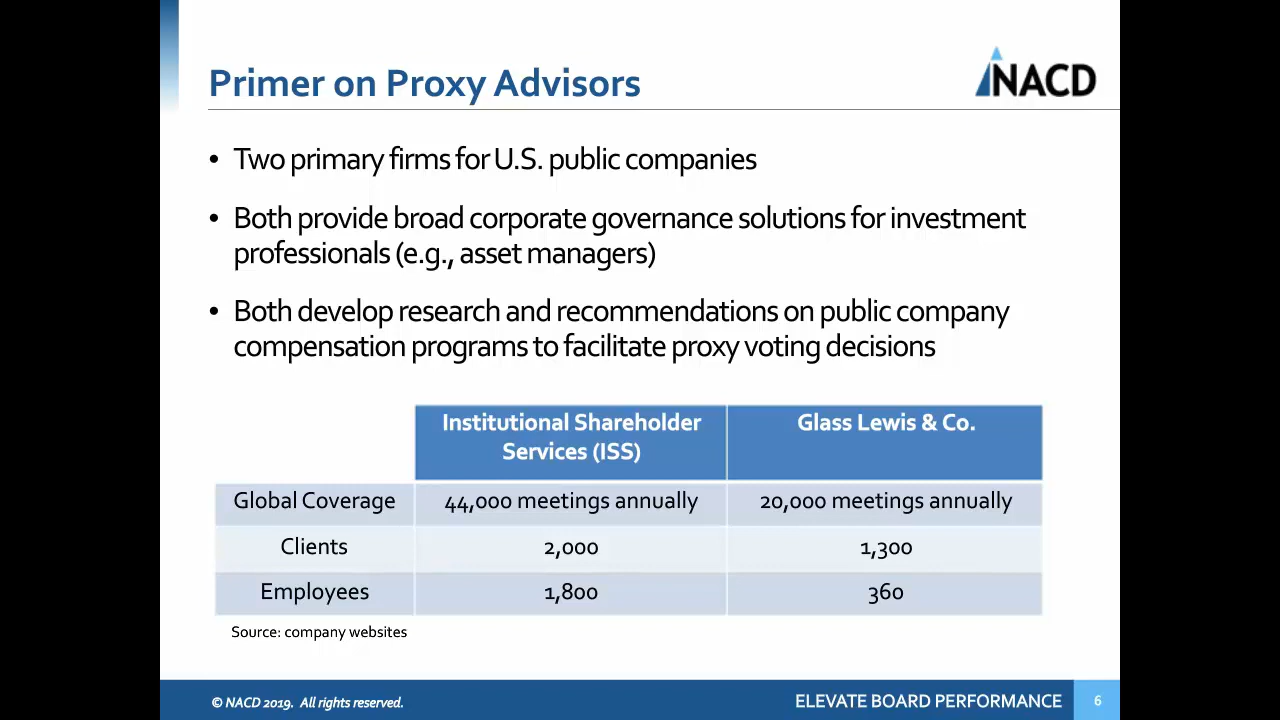 Primer on Proxy Advisors
NACD
• Two primary firms for U.S. public companies
• Both provide broad corporate governance solutions for investment
professionals (e.g., asset managers)
• Both develop research and recommendations on public company
compensation programs to facilitate proxy voting decisions
Institutional Shareholder
Services (ISS)
Glass Lewis & Co.
Global Coverage 44,000 meetings annually 20,000 meetings annually
Clients 2,000 1,300
Employees 1,800 360
Source: company websites
© NACD 2019. All rights reserved.
ELEVATE BOARD PERFORMANCE 6